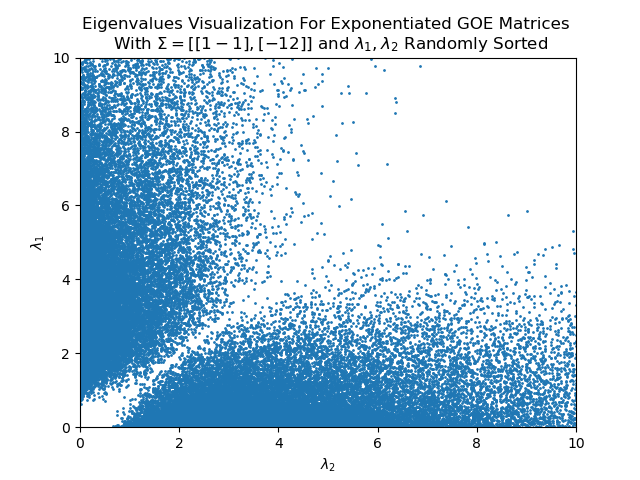 Eigenvalues Visualization For Exponentiated GOE Matrices
With Σ = [[1 − 1], [−12]] and λ₁, λ₂ Randomly Sorted
10
8
6
4
2
0
λ₁
0 2 4 6 8 10
λ₂